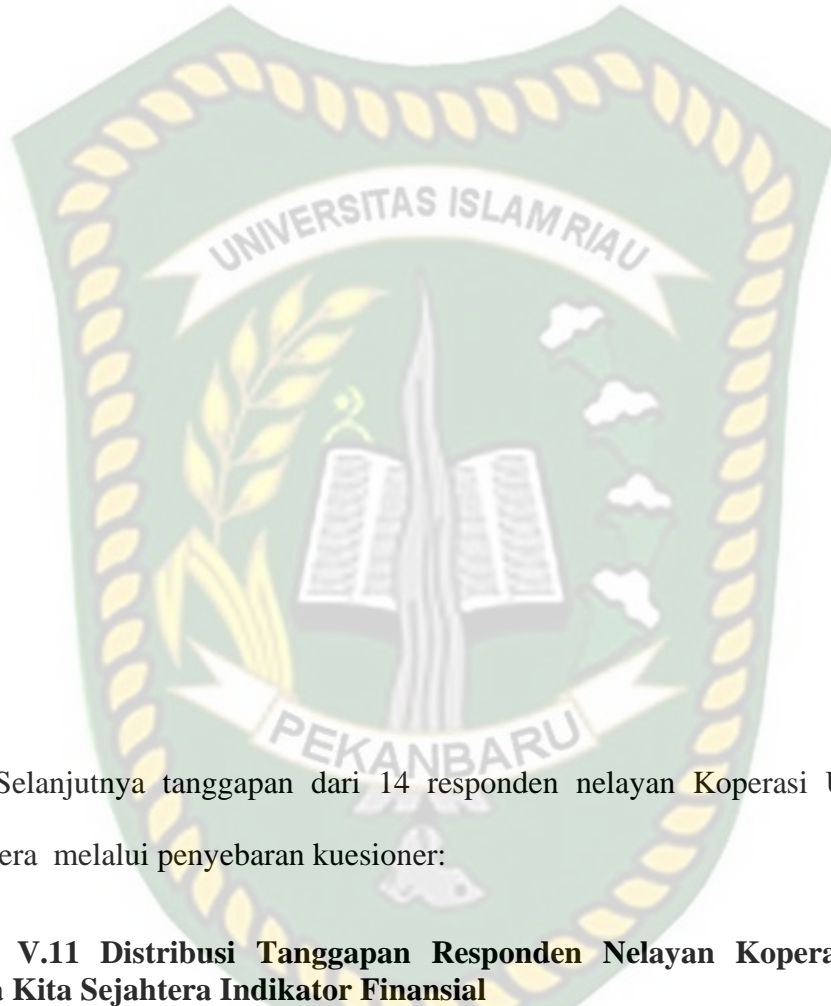 UNIVERSITAS ISLAM RIAU
PEKANBARU
Selanjutnya tanggapan dari 14 responden nelayan Koperasi
era melalui penyebaran kuesioner:
V.11 Distribusi Tanggapan Responden Nelayan
Kita Sejahtera Indikator Finansial